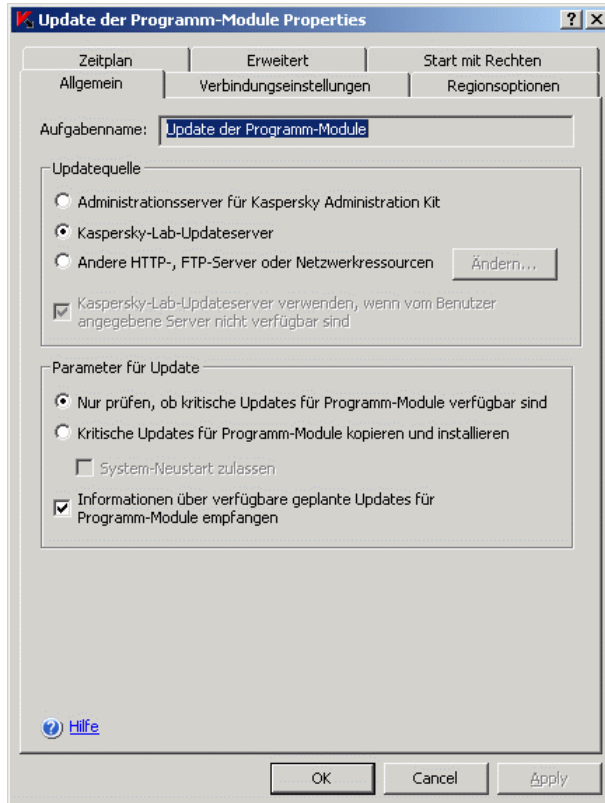 Update der Programm-Module Properties
Zeitplan
Erweitert
Start mit Rechten
Allgemein
Verbindungseinstellungen
Regionsoptionen
Aufgabenname: Update der Programm-Module
Updatequelle
Administrationsserver für Kaspersky Administration Kit
Kaspersky-Lab-Updateserver
Andere HTTP-, FTP-Server oder Netzwerkressourcen
Ändern...
Kaspersky-Lab-Updateserver verwenden, wenn vom Benutzer
angegebene Server nicht verfügbar sind
Parameter für Update
Nur prüfen, ob kritische Updates für Programm-Module verfügbar sind
Kritische Updates für Programm-Module kopieren und installieren
System-Neustart zulassen
Informationen über verfügbare geplante Updates für
Programm-Module empfangen
Hilfe
OK
Cancel
Apply